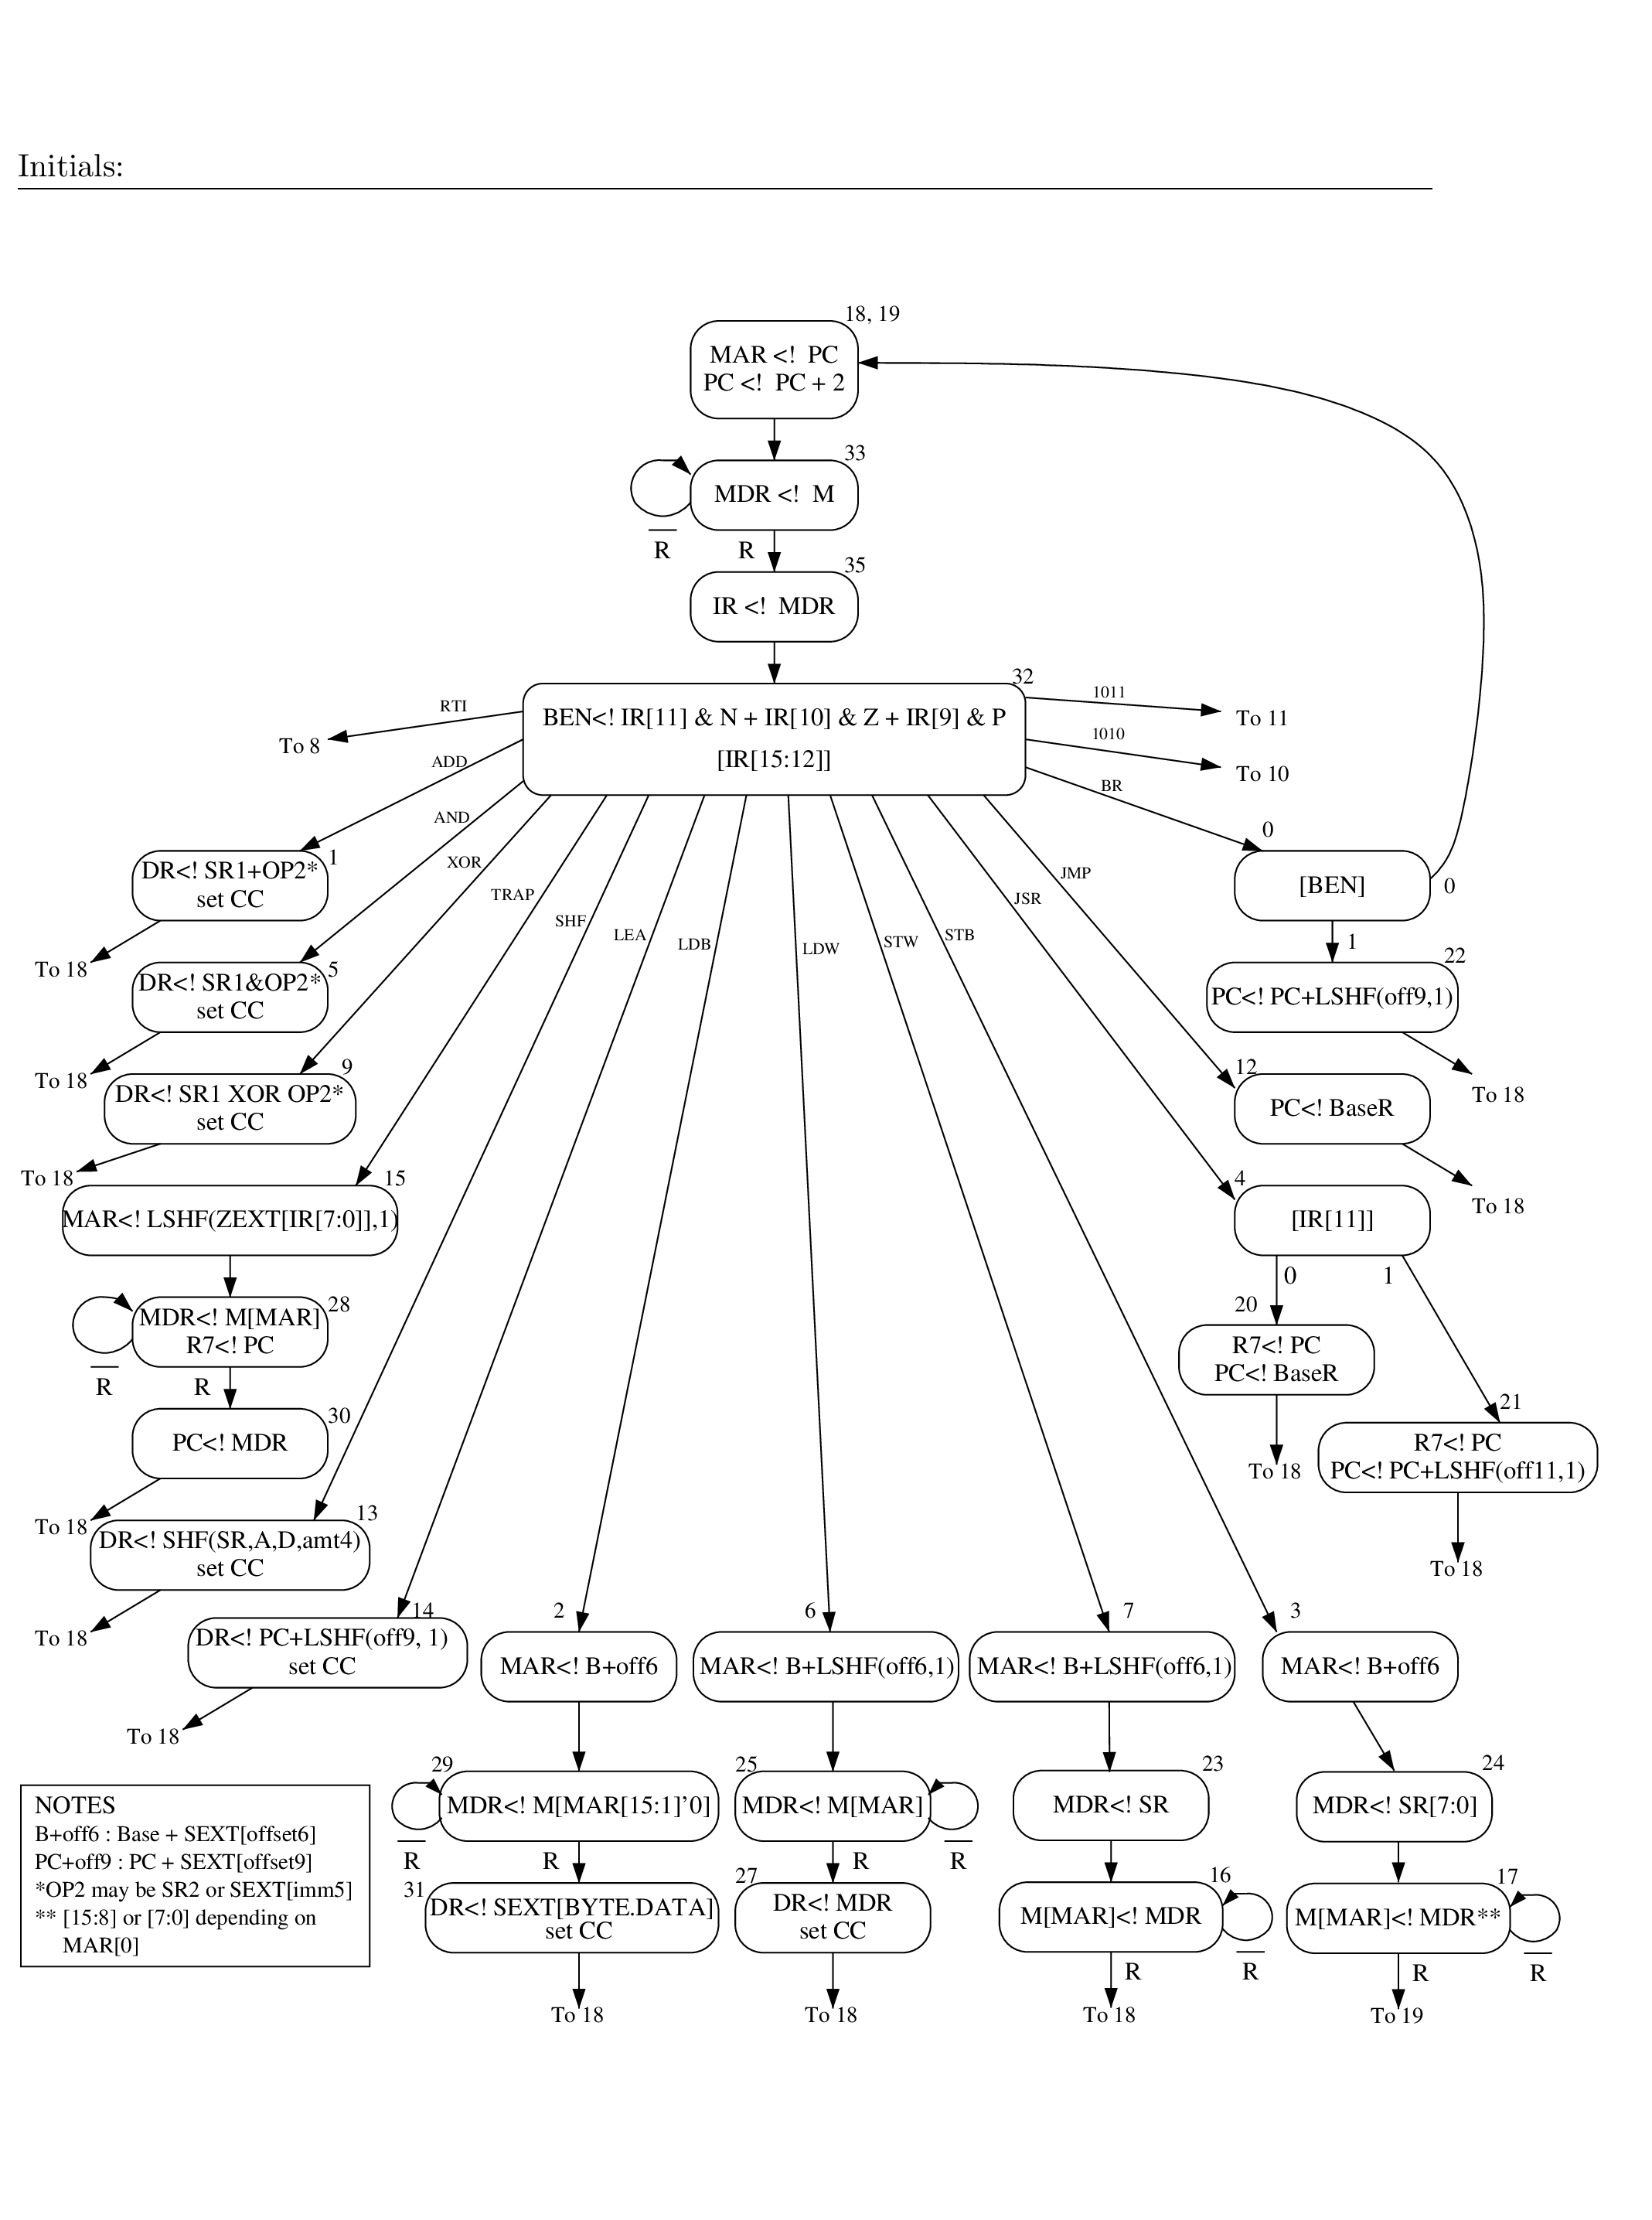 Initials:
18, 19
MAR <! PC
PC <! PC + 2
33
MDR <! M
R
R
35
IR <! MDR
32
BEN<! IR[11] & N + IR[10] & Z + IR[9] & P
[IR[15:12]]
RTI
To 8
1011
To 11
1010
To 10
ADD
AND
XOR
TRAP
SHF
LEA
LDB
LDW
STW
STB
JSR
JMP
BR
1
DR<! SR1+OP2*
set CC
To 18
5
DR<! SR1&OP2*
set CC
To 18
9
DR<! SR1 XOR OP2*
set CC
To 18
15
MAR<! LSHF(ZEXT[IR[7:0]],1)
28
MDR<! M[MAR]
R7<! PC
R
R
30
PC<! MDR
To 18
13
DR<! SHF(SR,A,D,amt4)
set CC
To 18
14
DR<! PC+LSHF(off9, 1)
set CC
To 18
0
[BEN]
0
1
22
PC<! PC+LSHF(off9,1)
To 18
12
PC<! BaseR
To 18
4
[IR[11]]
0
1
20
R7<! PC
PC<! BaseR
To 18
21
R7<! PC
PC<! PC+LSHF(off11,1)
To 18
2
MAR<! B+off6
29
MDR<! M[MAR[15:1]'0]
R
R
31
DR<! SEXT[BYTE.DATA]
set CC
To 18
6
MAR<! B+LSHF(off6,1)
25
MDR<! M[MAR]
R
R
27
DR<! MDR
set CC
To 18
7
MAR<! B+LSHF(off6,1)
23
MDR<! SR
16
M[MAR]<! MDR
R
R
To 18
3
MAR<! B+off6
24
MDR<! SR[7:0]
17
M[MAR]<! MDR**
R
R
To 19
NOTES
B+off6 : Base + SEXT[offset6]
PC+off9 : PC + SEXT[offset9]
*OP2 may be SR2 or SEXT[imm5]
** [15:8] or [7:0] depending on
MAR[0]